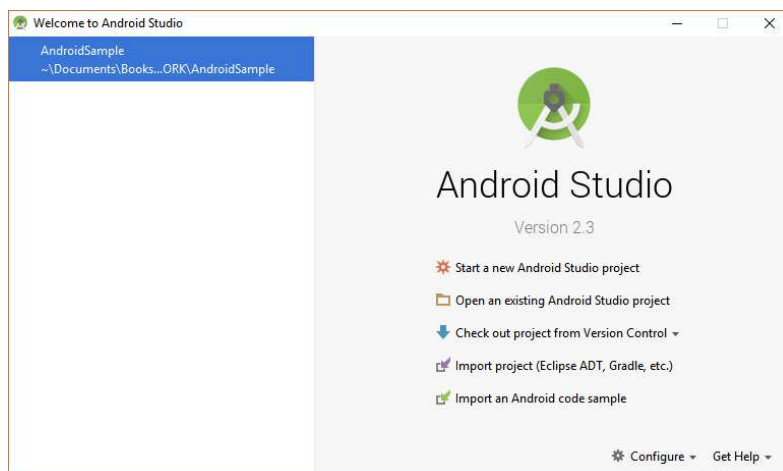 Welcome to Android Studio
AndroidSample
~\Documents\Books...ORK\AndroidSample
Android Studio
Version 2.3
Start a new Android Studio project
Open an existing Android Studio project
Check out project from Version Control
Import project (Eclipse ADT, Gradle, etc.)
Import an Android code sample
Configure Get Help